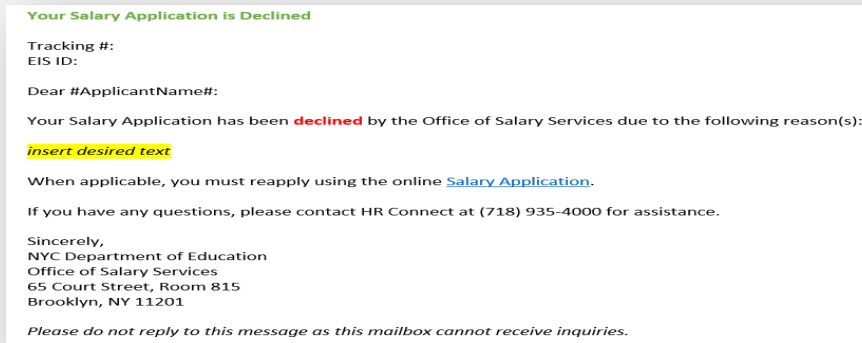 Your Salary Application is Declined
Tracking #:
EIS ID:
Dear #ApplicantName#:
Your Salary Application has been declined by the Office of Salary Services due to the following reason(s):
insert desired text
When applicable, you must reapply using the online Salary Application.
If you have any questions, please contact HR Connect at (718) 935-4000 for assistance.
Sincerely,
NYC Department of Education
Office of Salary Services
65 Court Street, Room 815
Brooklyn, NY 11201
Please do not reply to this message as this mailbox cannot receive inquiries.